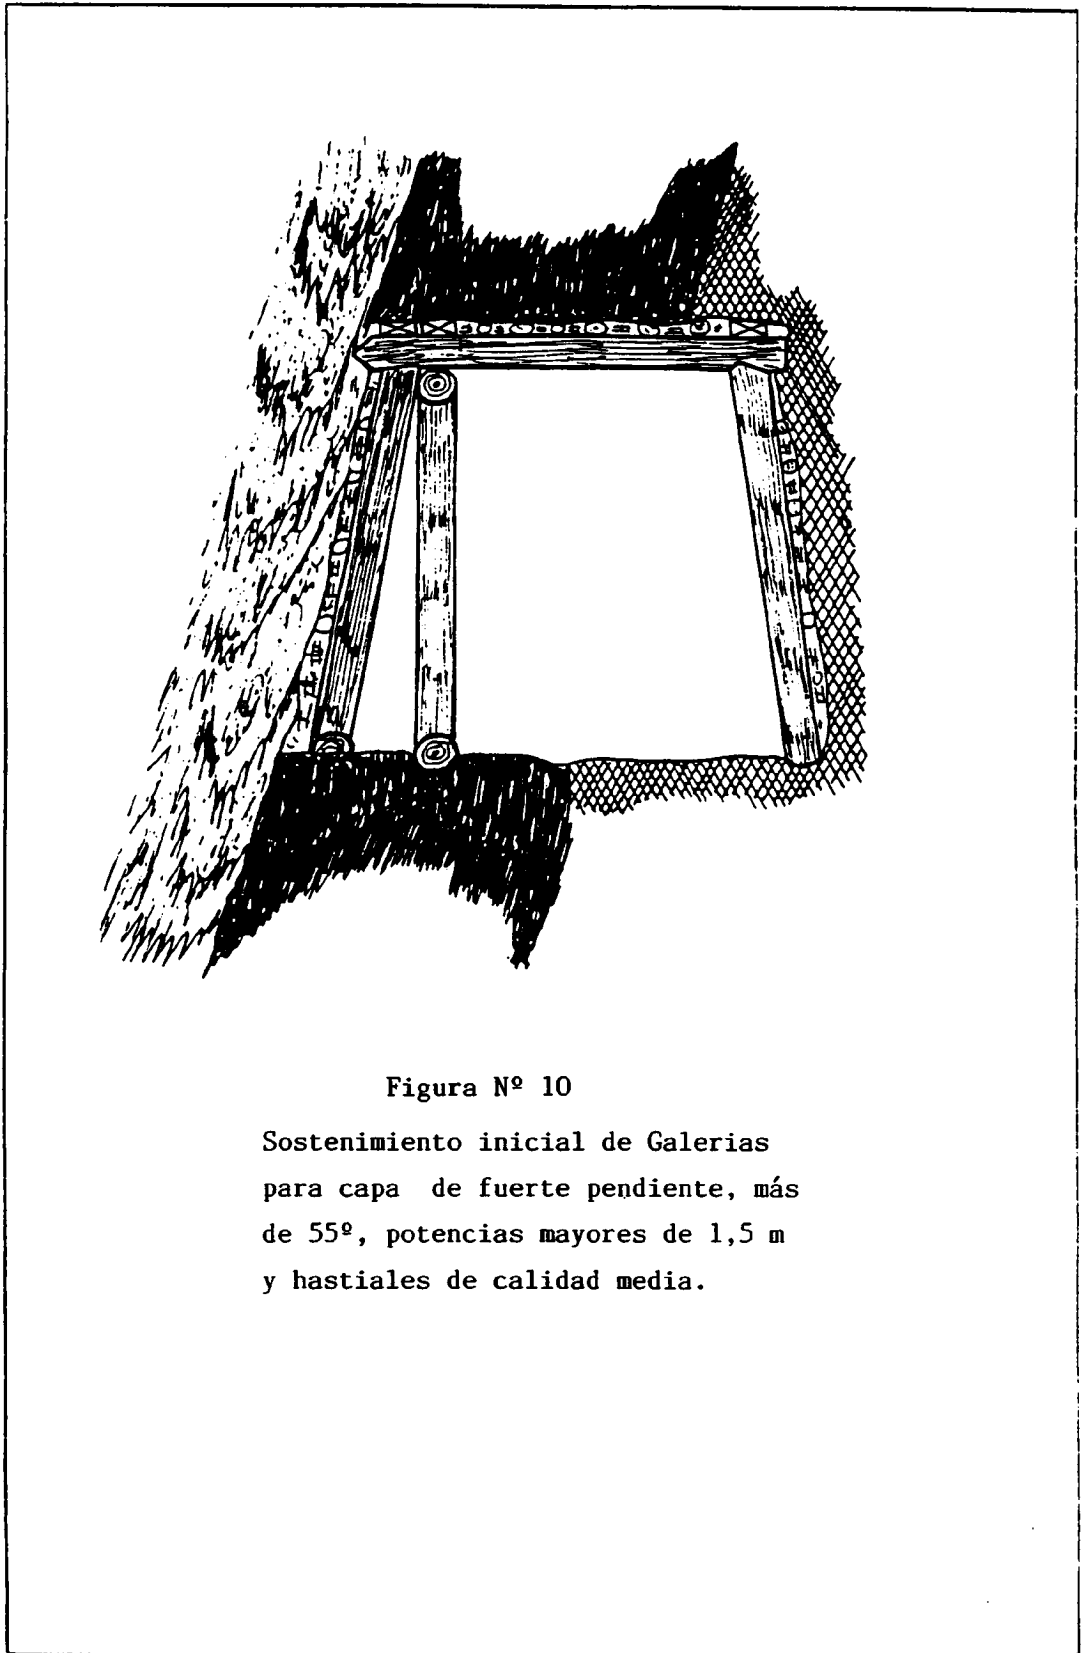 Figura Nº 10
Sostenimiento inicial de Galerias
para capa de fuerte pendiente, más
de 55º, potencias mayores de 1,5 m
y hastiales de calidad media.